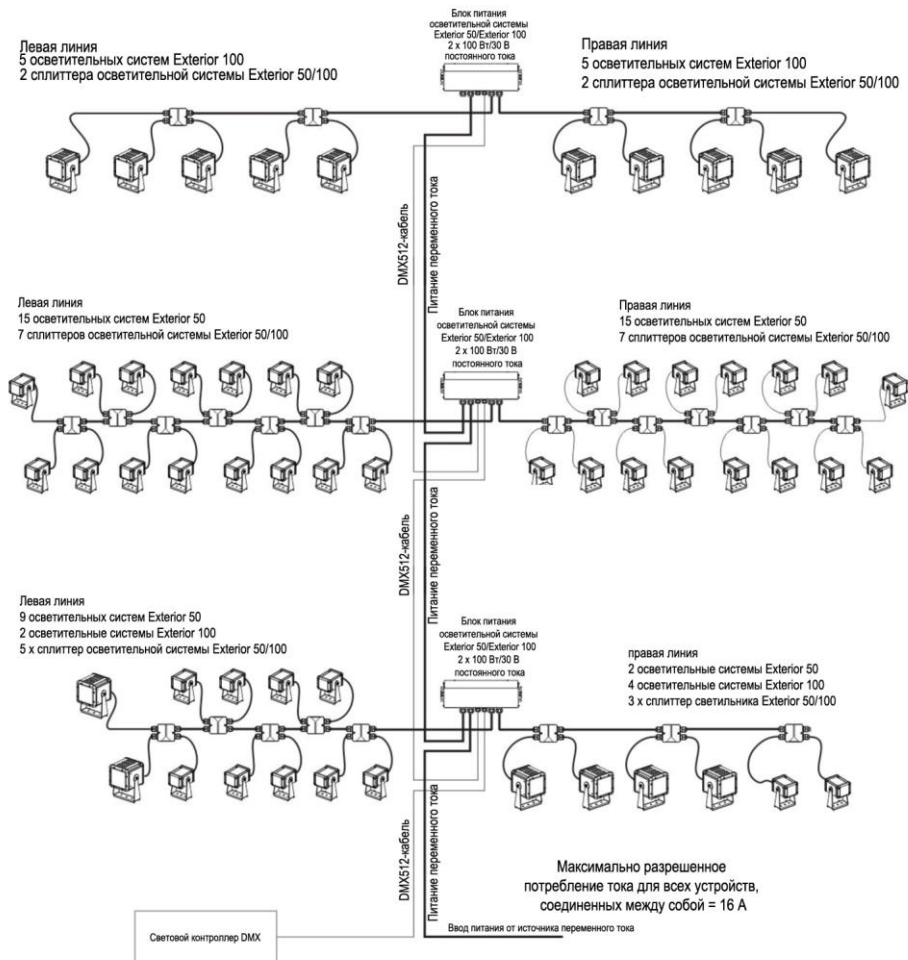 Блок питания
осветительной системы
Exterior 50/Exterior 100
2 x 100 Вт/30 В
постоянного тока
Левая линия
5 осветительных систем Exterior 100
2 сплиттера осветительной системы Exterior 50/100
Правая линия
5 осветительных систем Exterior 100
2 сплиттера осветительной системы Exterior 50/100
DMX512-кабель
Питание переменного тока
Левая линия
15 осветительных систем Exterior 50
7 сплиттеров осветительной системы Exterior 50/100
Блок питания
осветительной системы
Exterior 50/Exterior 100
2 x 100 Вт/30 В
постоянного тока
Правая линия
15 осветительных систем Exterior 50
7 сплиттеров осветительной системы Exterior 50/100
DMX512-кабель
Питание переменного тока
Левая линия
9 осветительных систем Exterior 50
2 осветительные системы Exterior 100
5 x сплиттер осветительной системы Exterior 50/100
Блок питания
осветительной системы
Exterior 50/Exterior 100
2 x 100 Вт/30 В
постоянного тока
правая линия
2 осветительные системы Exterior 50
4 осветительные системы Exterior 100
3 x сплиттер светильника Exterior 50/100
DMX512-кабель
Питание переменного тока
Максимально разрешенное
потребление тока для всех устройств,
соединенных между собой = 16 А
Световой контроллер DMX
Ввод питания от источника переменного тока